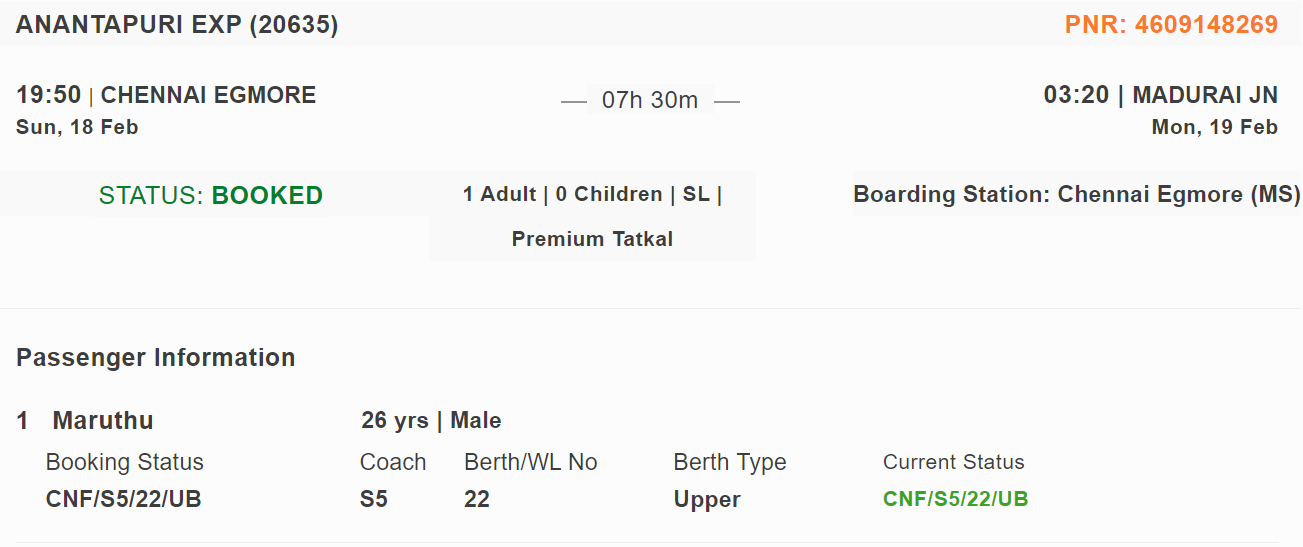 ANANTAPURI EXP (20635) PNR: 4609148269
19:50 | CHENNAI EGMORE — 07h 30m — 03:20 | MADURAI JN
Sun, 18 Feb Mon, 19 Feb
STATUS: BOOKED 1 Adult | 0 Children | SL | Boarding Station: Chennai Egmore (MS)
Premium Tatkal
Passenger Information
1 Maruthu 26 yrs | Male
Booking Status Coach Berth/WL No Berth Type Current Status
CNF/S5/22/UB S5 22 Upper CNF/S5/22/UB